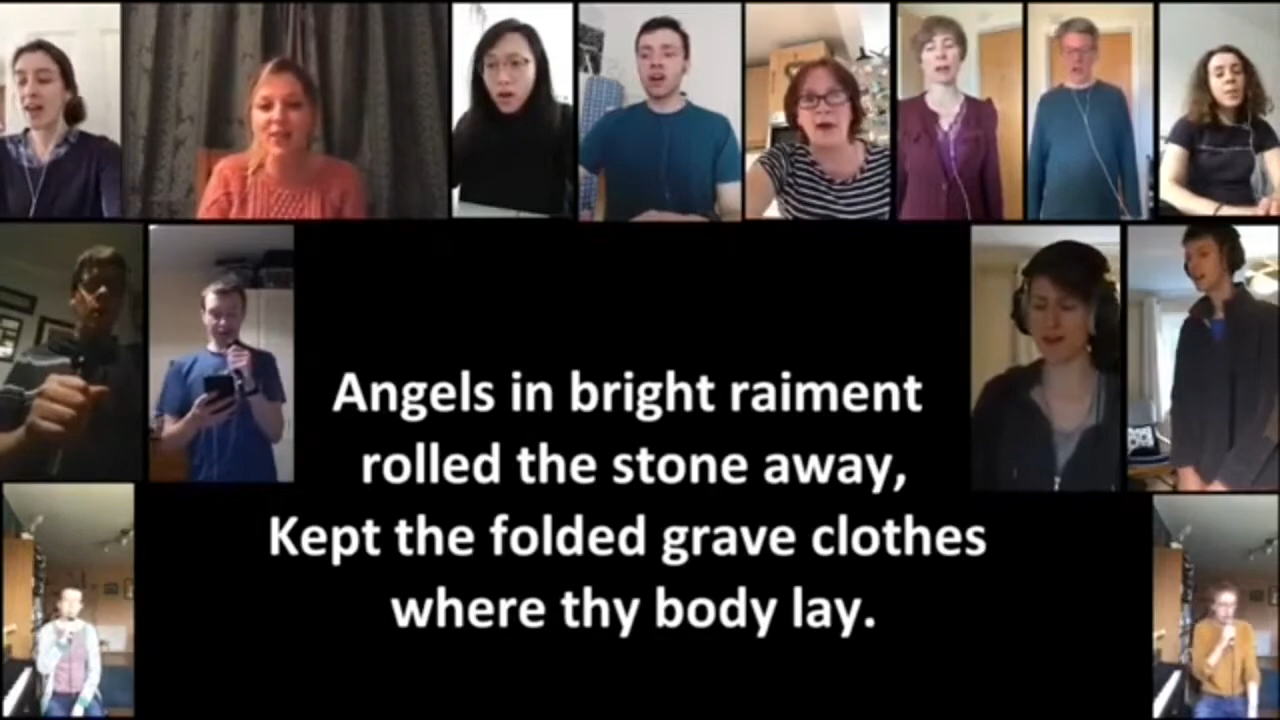 Angels in bright raiment
rolled the stone away,
Kept the folded grave clothes
where thy body lay.